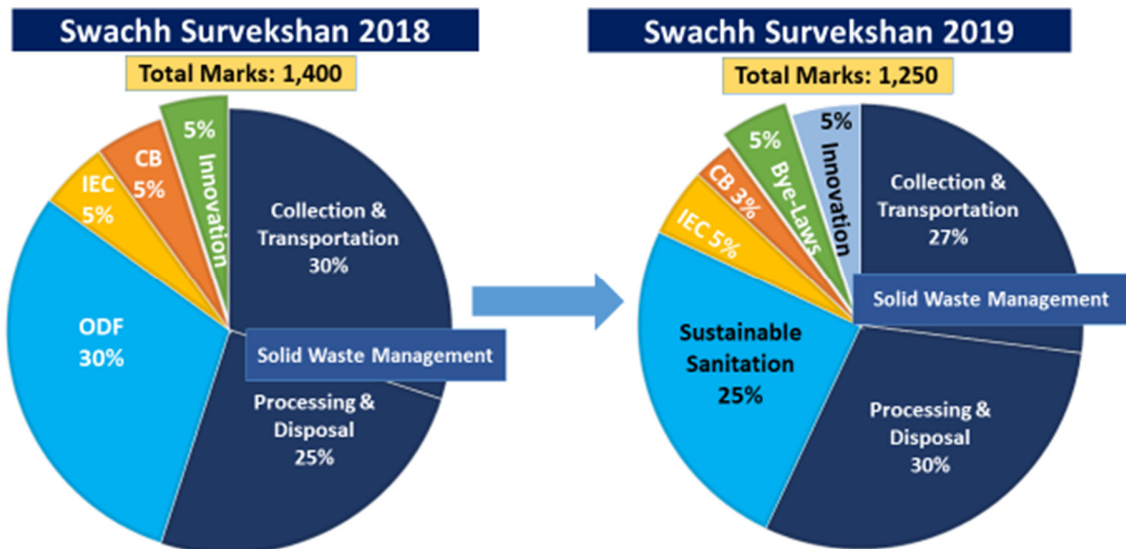 Swachh Survekshan 2018
Total Marks: 1,400
5%
Innovation
CB
5%
IEC
5%
Collection &
Transportation
30%
ODF
30%
Solid Waste Management
Processing &
Disposal
25%
Swachh Survekshan 2019
Total Marks: 1,250
5%
Innovation
5%
Bye-Laws
CB 3%
IEC 5%
Collection &
Transportation
27%
Solid Waste Management
Sustainable
Sanitation
25%
Processing &
Disposal
30%